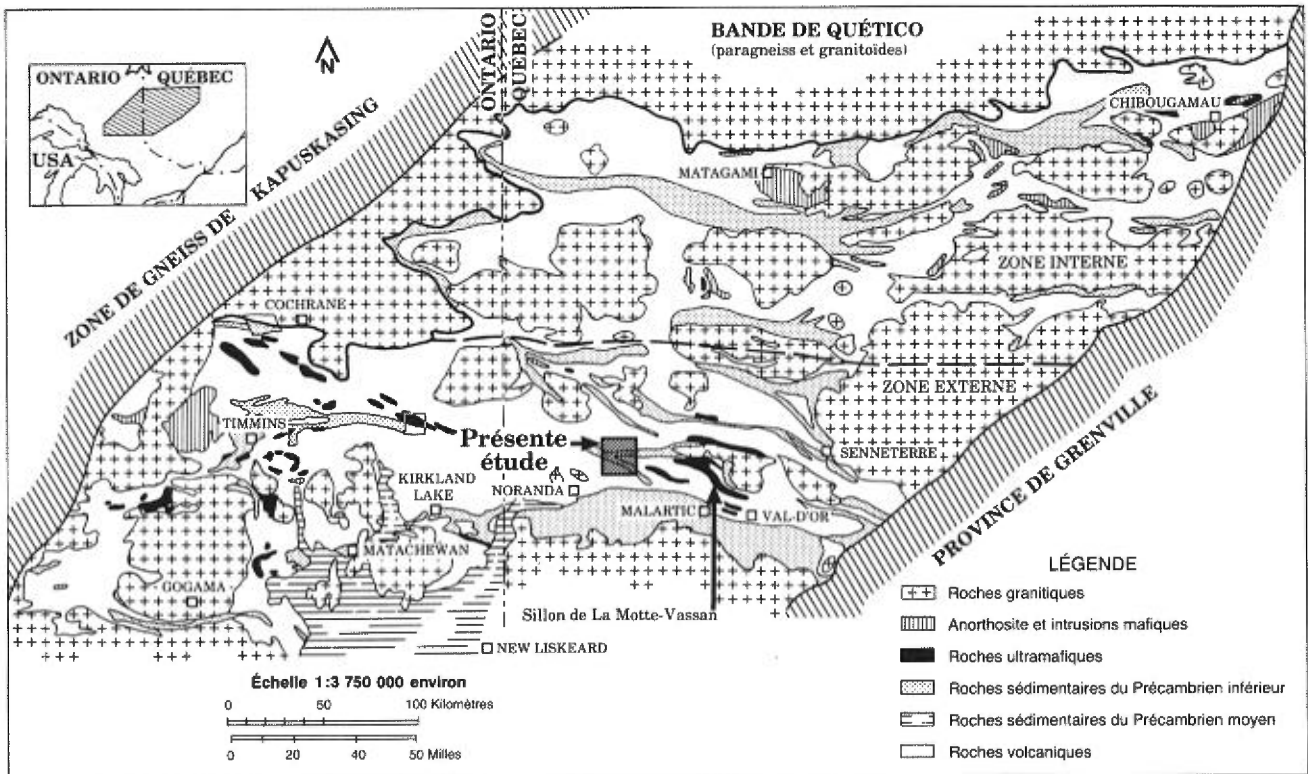 BANDE DE QUÉTICO
(paragneiss et granitoïdes)
ONTARIO
QUEBEC
N
ONTARIO QUÉBEC
USA
ZONE DE GNEISS DE KAPUSKASING
CHIBOUGAMAU
MATAGAMI
ZONE INTERNE
COCHRANE
ZONE EXTERNE
TIMMINS
Présente
étude
SENNETERRE
KIRKLAND
LAKE
NORANDA
MALARTIC
VAL-D'OR
PROVINCE DE GRENVILLE
MATACHEWAN
GOGAMA
Sillon de La Motte-Vassan
NEW LISKEARD
Échelle 1:3 750 000 environ
0 50 100 Kilomètres
0 20 40 50 Milles
LÉGENDE
Roches granitiques
Anorthosite et intrusions mafiques
Roches ultramafiques
Roches sédimentaires du Précambrien inférieur
Roches sédimentaires du Précambrien moyen
Roches volcaniques